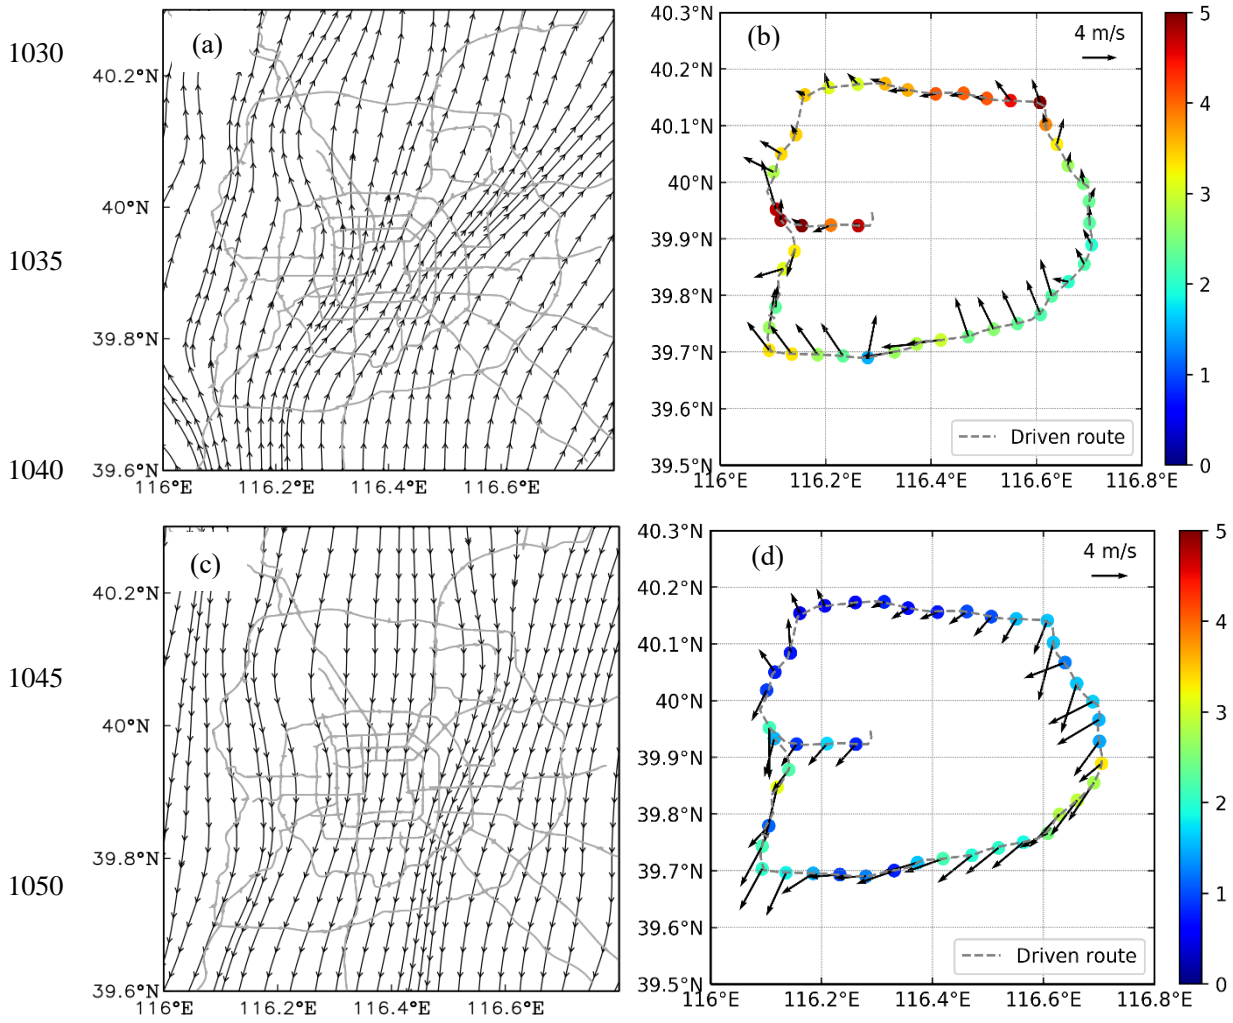 1030
(a)
40.2°N
40°N
39.8°N
39.6°N
116°E
116.2°E
116.4°E
116.6°E
1035
1040
(b)
4 m/s
40.3°N
40.2°N
40.1°N
40°N
39.9°N
39.8°N
39.7°N
39.6°N
39.5°N
Driven route
116°E
116.2°E
116.4°E
116.6°E
116.8°E
5
4
3
2
1
0
(c)
40.2°N
40°N
39.8°N
39.6°N
116°E
116.2°E
116.4°E
116.6°E
1045
1050
(d)
4 m/s
40.3°N
40.2°N
40.1°N
40°N
39.9°N
39.8°N
39.7°N
39.6°N
39.5°N
Driven route
116°E
116.2°E
116.4°E
116.6°E
116.8°E
5
4
3
2
1
0